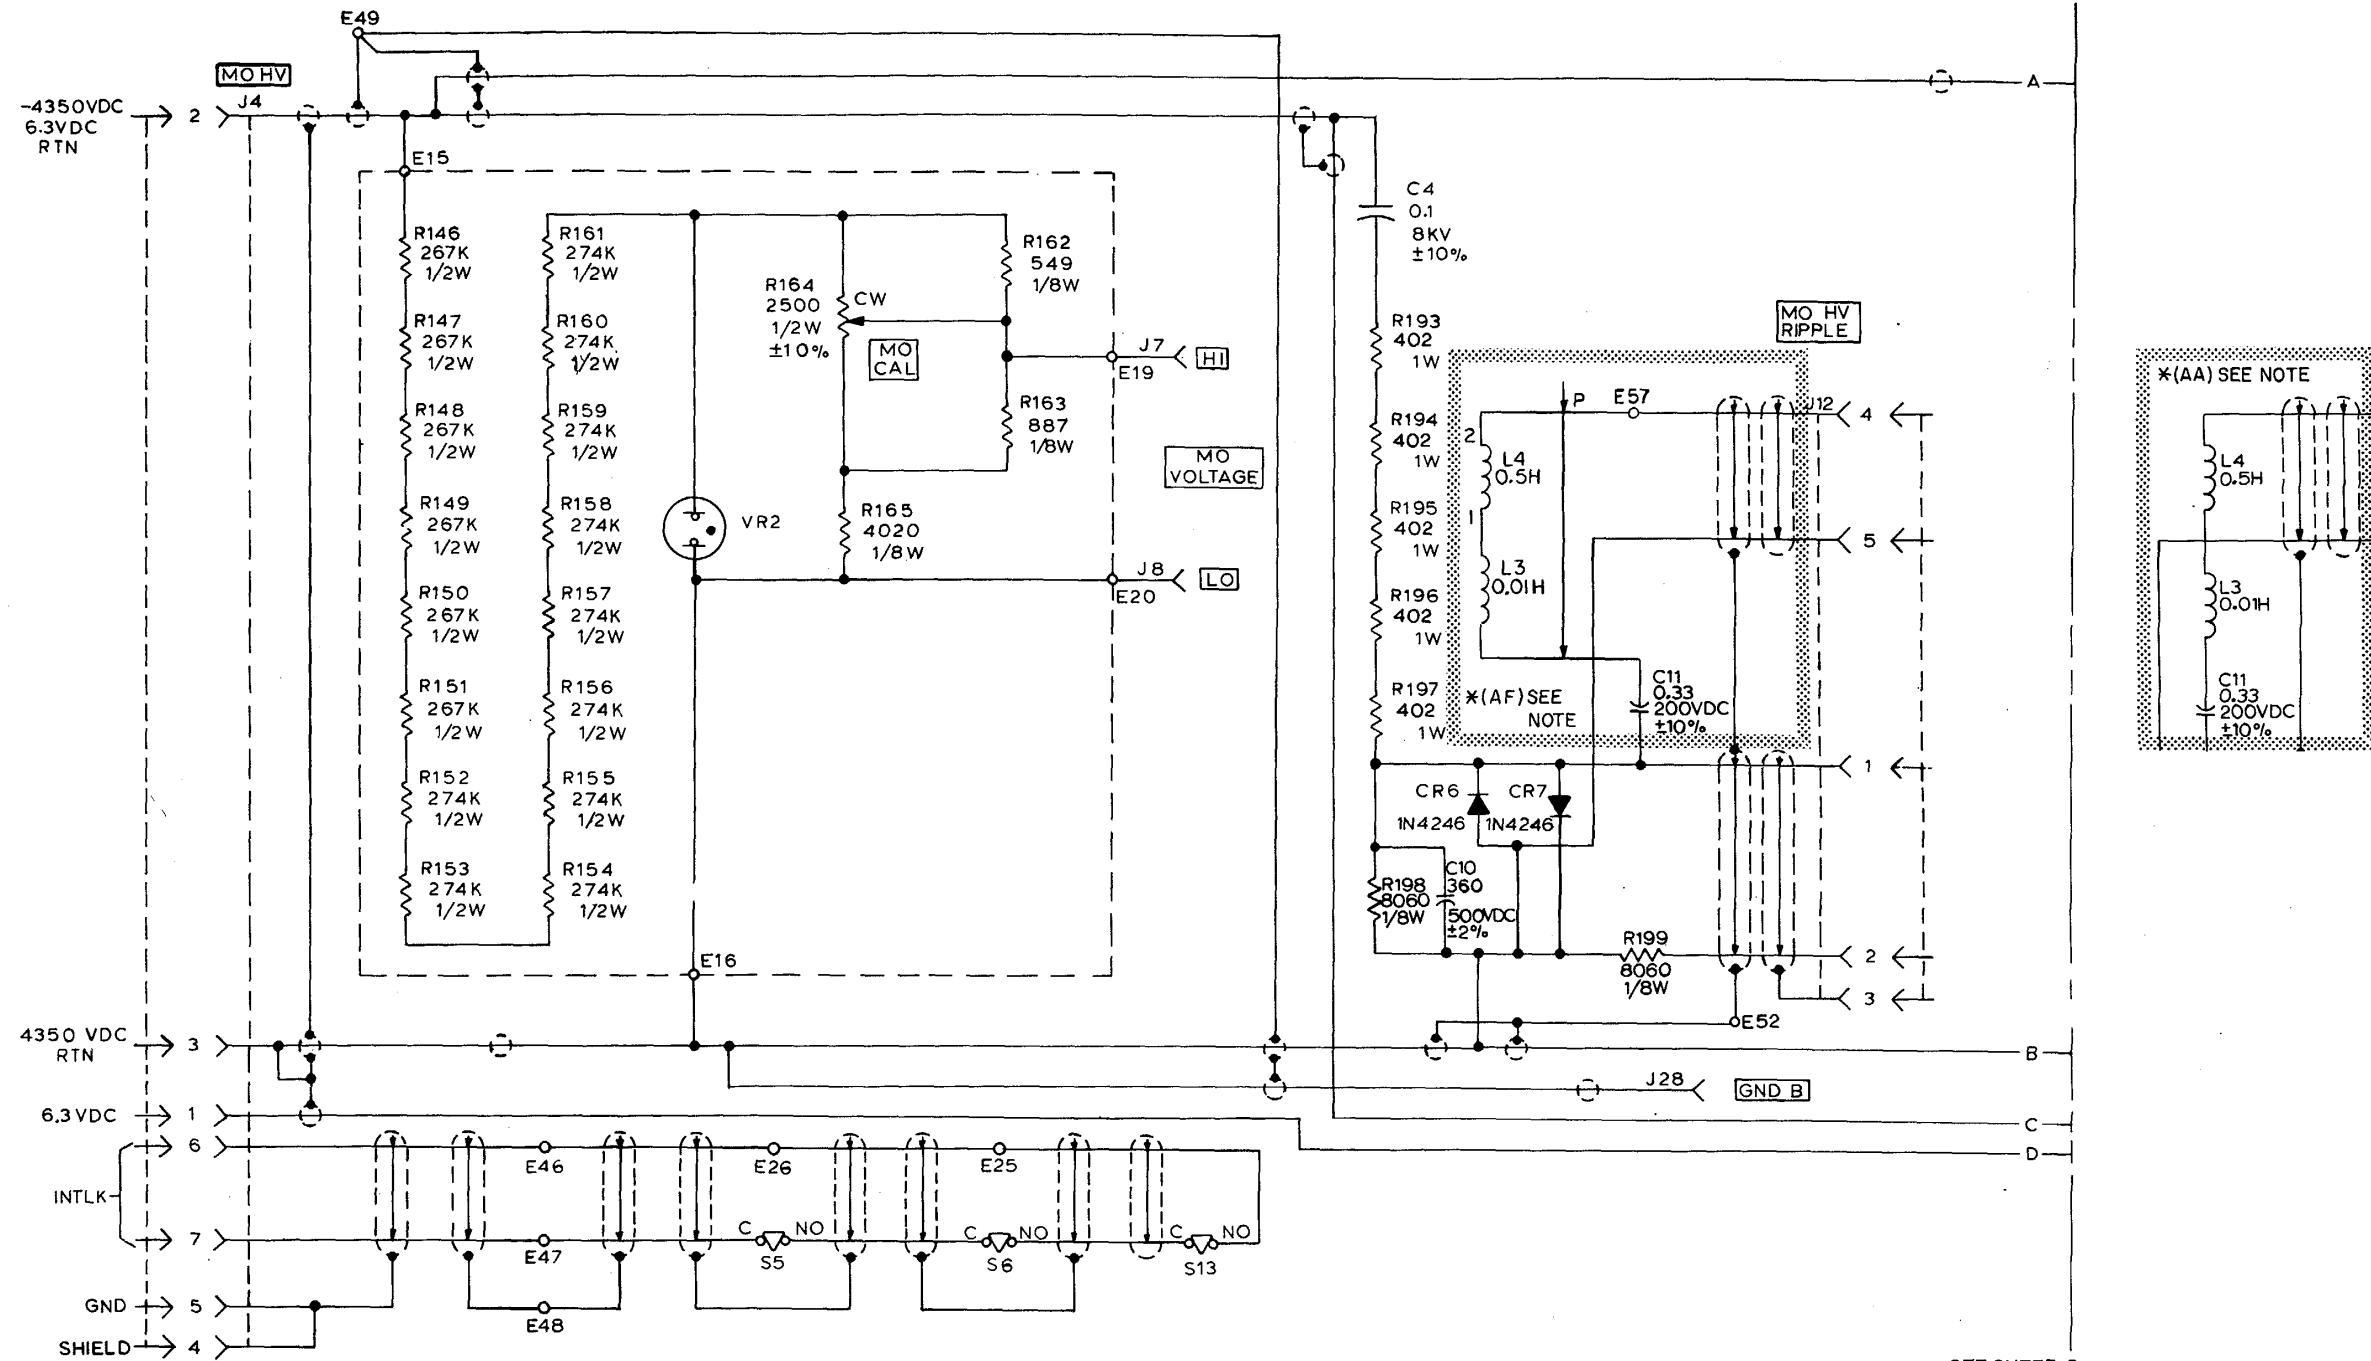 E49
MO HV
J4
-4350VDC
6.3VDC
RTN
2
A
E15
R146
267K
1/2W
R147
267K
1/2W
R148
267K
1/2W
R149
267K
1/2W
R150
267K
1/2W
R151
267K
1/2W
R152
274K
1/2W
R153
274K
1/2W
R161
274K
1/2W
R160
274K
1/2W
R159
274K
1/2W
R158
274K
1/2W
R157
274K
1/2W
R156
274K
1/2W
R155
274K
1/2W
R154
274K
1/2W
VR2
R164
2500
1/2W
±10%
CW
MO
CAL
R162
549
1/8W
R163
887
1/8W
R165
4020
1/8W
J7
HI
E19
MO
VOLTAGE
J8
LO
E20
E16
C4
0.1
8KV
±10%
R193
402
1W
R194
402
1W
R195
402
1W
R196
402
1W
R197
402
1W
MO HV
RIPPLE
P
E57
J12
4
2
L4
0.5H
1
5
L3
0.01H
*(AF)SEE
NOTE
C11
0.33
200VDC
±10%
1
CR6
1N4246
CR7
1N4246
R198
8060
1/8W
C10
360
500VDC
±2%
R199
8060
1/8W
2
3
E52
*(AA) SEE NOTE
L4
0.5H
L3
0.01H
C11
0.33
200VDC
±10%
4350 VDC
RTN
3
B
J28
GND B
6.3VDC
1
C
D
6
E46
E26
E25
INTLK
7
E47
C
NO
S5
C
NO
S6
C
NO
S13
GND
5
E48
SHIELD
4